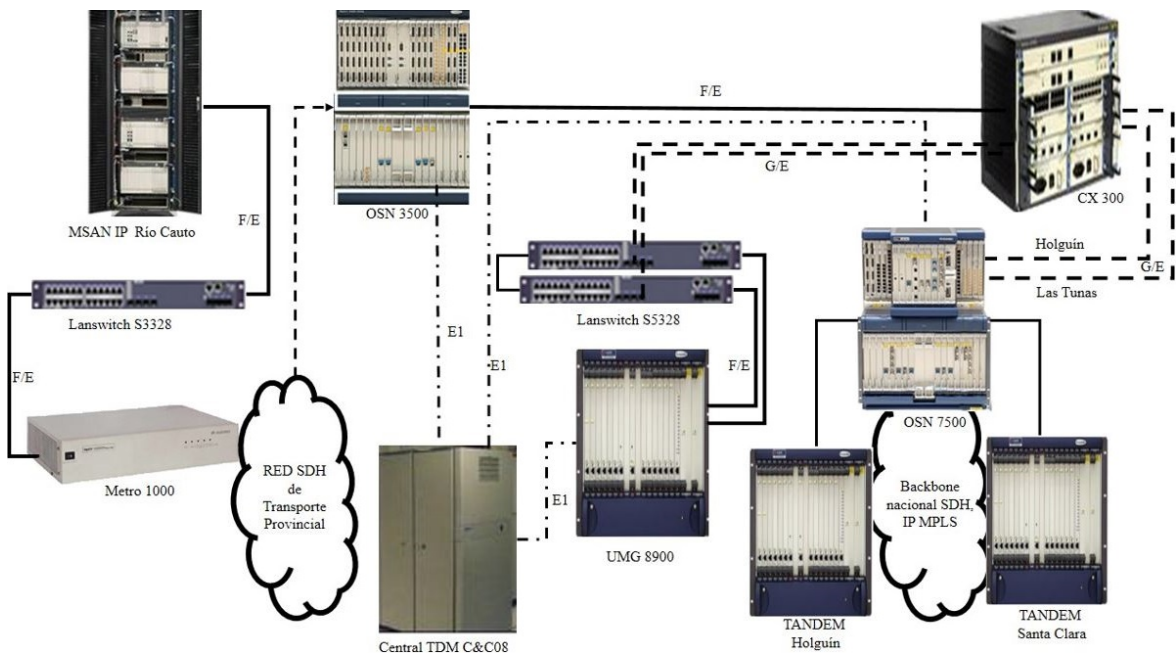 F/E
CX 300
G/E
MSAN IP Río Cauto
OSN 3500
F/E
Holguín
G/E
Las Tunas
Lanswitch S3328
Lanswitch S5328
E1
E1
F/E
F/E
OSN 7500
RED SDH
de
Transporte
Provincial
Metro 1000
E1
Backbone
nacional SDH,
IP MPLS
UMG 8900
TANDEM
Holguín
TANDEM
Santa Clara
Central TDM C&C08